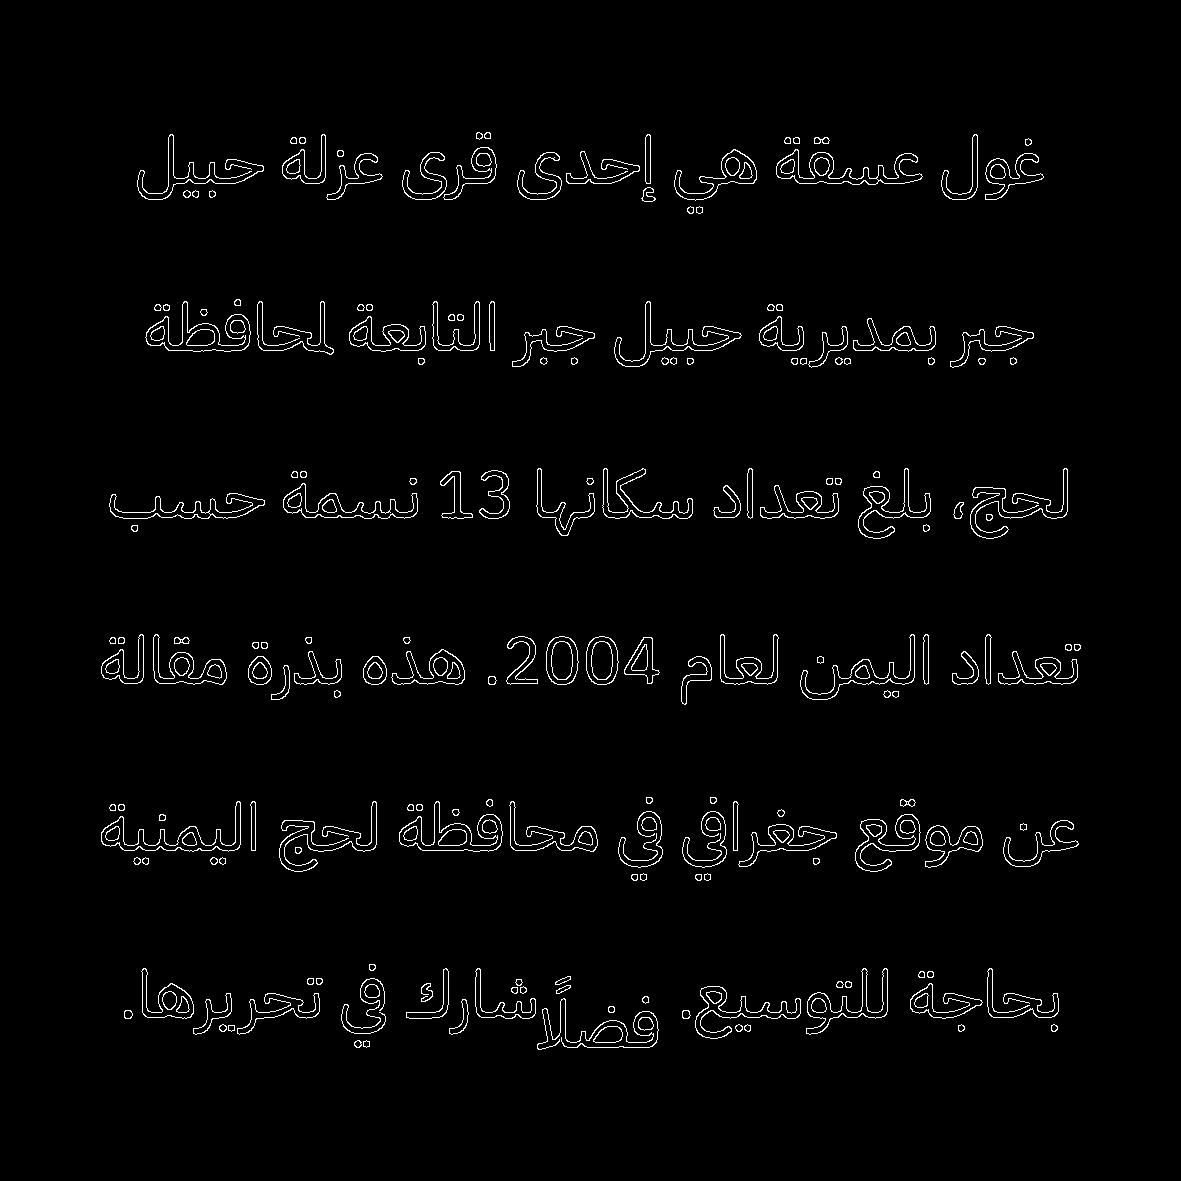 غول عسقة هي إحدى قرى عزلة حبيل
جبر بمديرية حبيل جبر التابعة لمحافظة
لحج، بلغ تعداد سكانها 13 نسمة حسب
تعداد اليمن لعام 2004. هذه بذرة مقالة
عن موقع جغرافي في محافظة لحج اليمنية
بحاجة للتوسيع. فضلًا شارك في تحريرها.